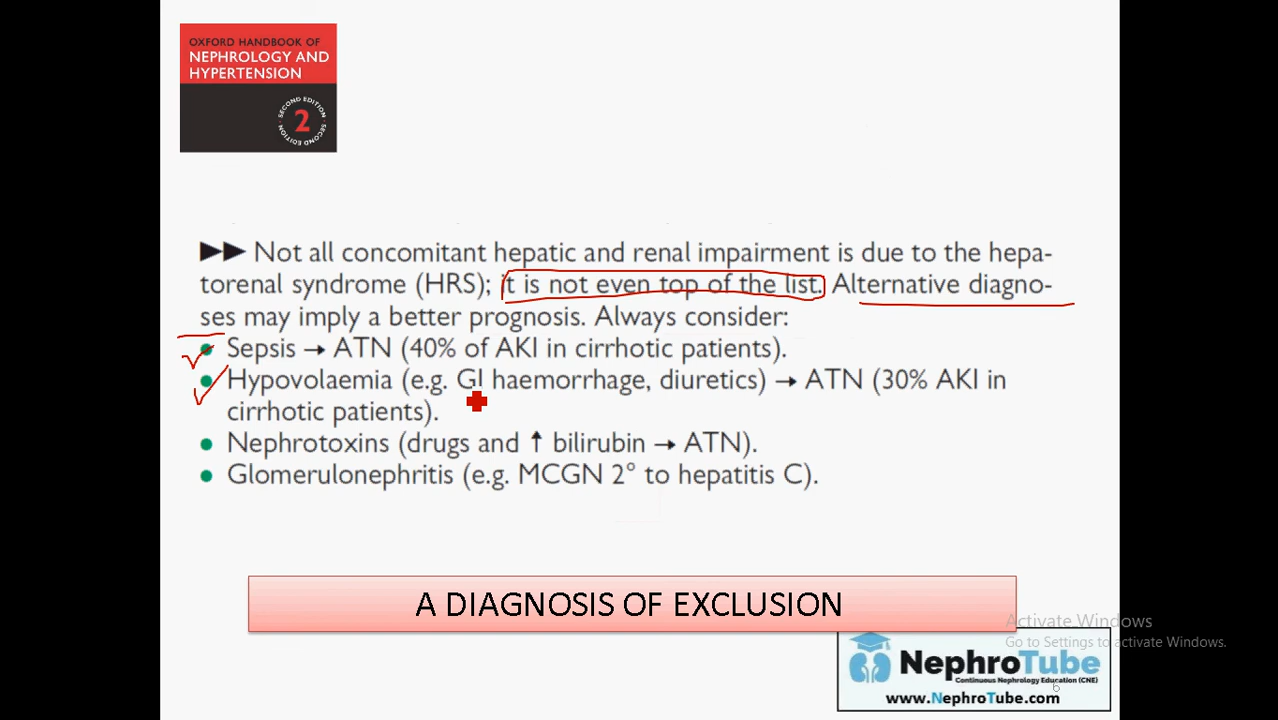 OXFORD HANDBOOK OF
NEPHROLOGY AND
HYPERTENSION
SECOND EDITION · SECOND EDITION ·
2
▶▶ Not all concomitant hepatic and renal impairment is due to the hepa-
torenal syndrome (HRS); it is not even top of the list. Alternative diagno-
ses may imply a better prognosis. Always consider:
• Sepsis → ATN (40% of AKI in cirrhotic patients).
• Hypovolaemia (e.g. GI haemorrhage, diuretics) → ATN (30% AKI in
cirrhotic patients).
• Nephrotoxins (drugs and ↑ bilirubin → ATN).
• Glomerulonephritis (e.g. MCGN 2° to hepatitis C).
A DIAGNOSIS OF EXCLUSION
Activate Windows
Go to Settings to activate Windows.
NephroTube
Continuous Nephrology Education (CNE)
6
www.NephroTube.com